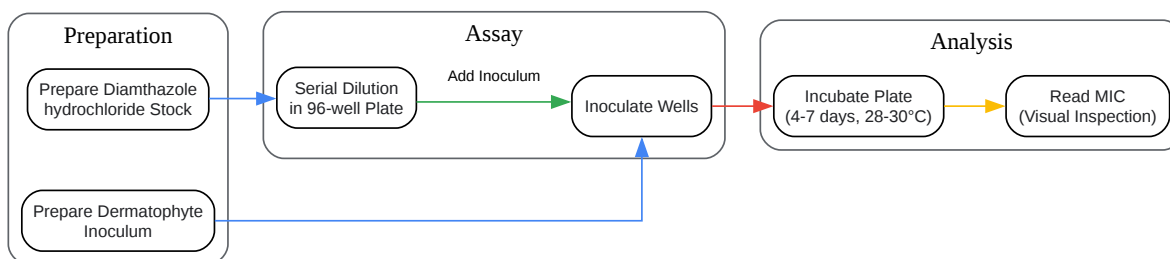 Preparation
Prepare Diamthazole
hydrochloride Stock
Prepare Dermatophyte
Inoculum
Assay
Serial Dilution
in 96-well Plate
Add Inoculum
Inoculate Wells
Analysis
Incubate Plate
(4-7 days, 28-30°C)
Read MIC
(Visual Inspection)